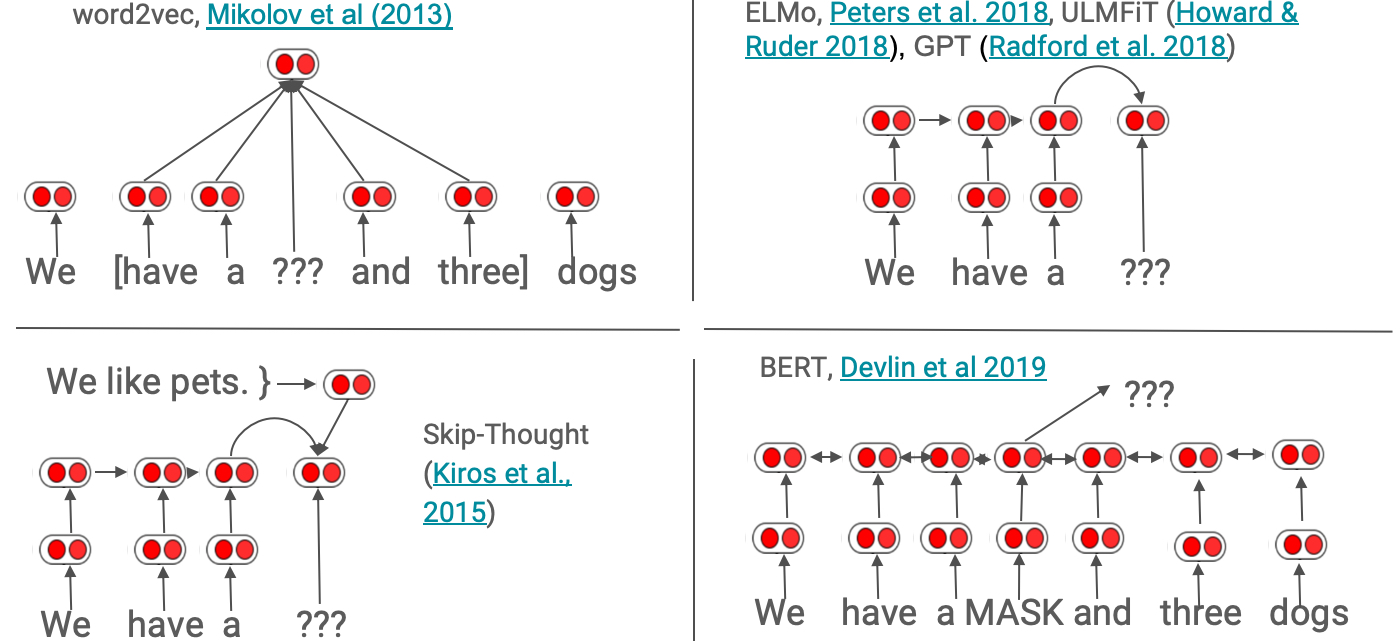 word2vec, Mikolov et al (2013)
We [have a ??? and three] dogs
ELMo, Peters et al. 2018, ULMFiT (Howard &
Ruder 2018), GPT (Radford et al. 2018)
We have a ???
We like pets. }
Skip-Thought
(Kiros et al.,
2015)
We have a ???
BERT, Devlin et al 2019
???
We have a MASK and three dogs